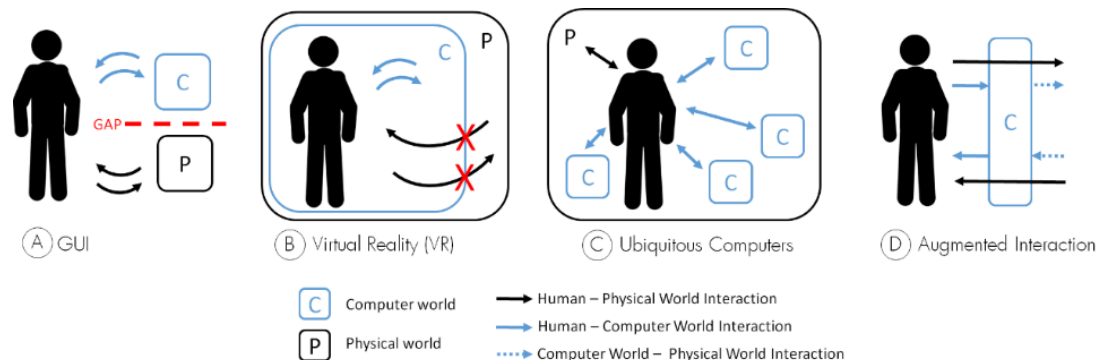 C
GAP
P
A GUI
C
P
B Virtual Reality (VR)
P
C
C
C
C
C Ubiquitous Computers
C
D Augmented Interaction
C Computer world
P Physical world
Human – Physical World Interaction
Human – Computer World Interaction
Computer World – Physical World Interaction